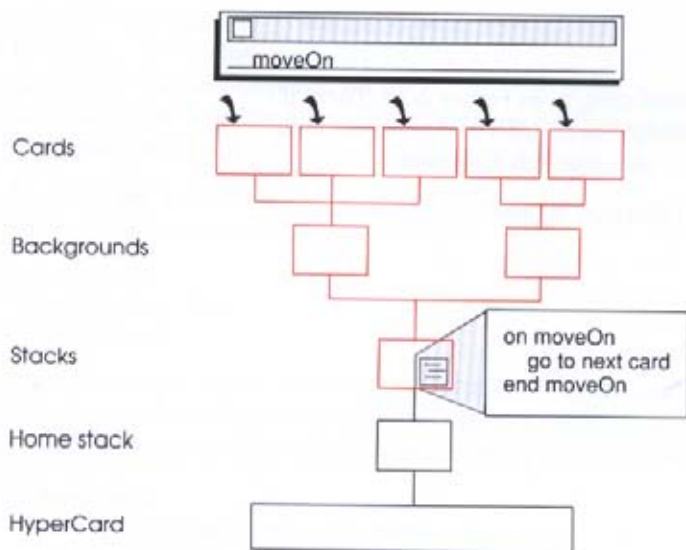 moveOn
Cards
Backgrounds
Stacks
on moveOn
go to next card
end moveOn
Home stack
HyperCard